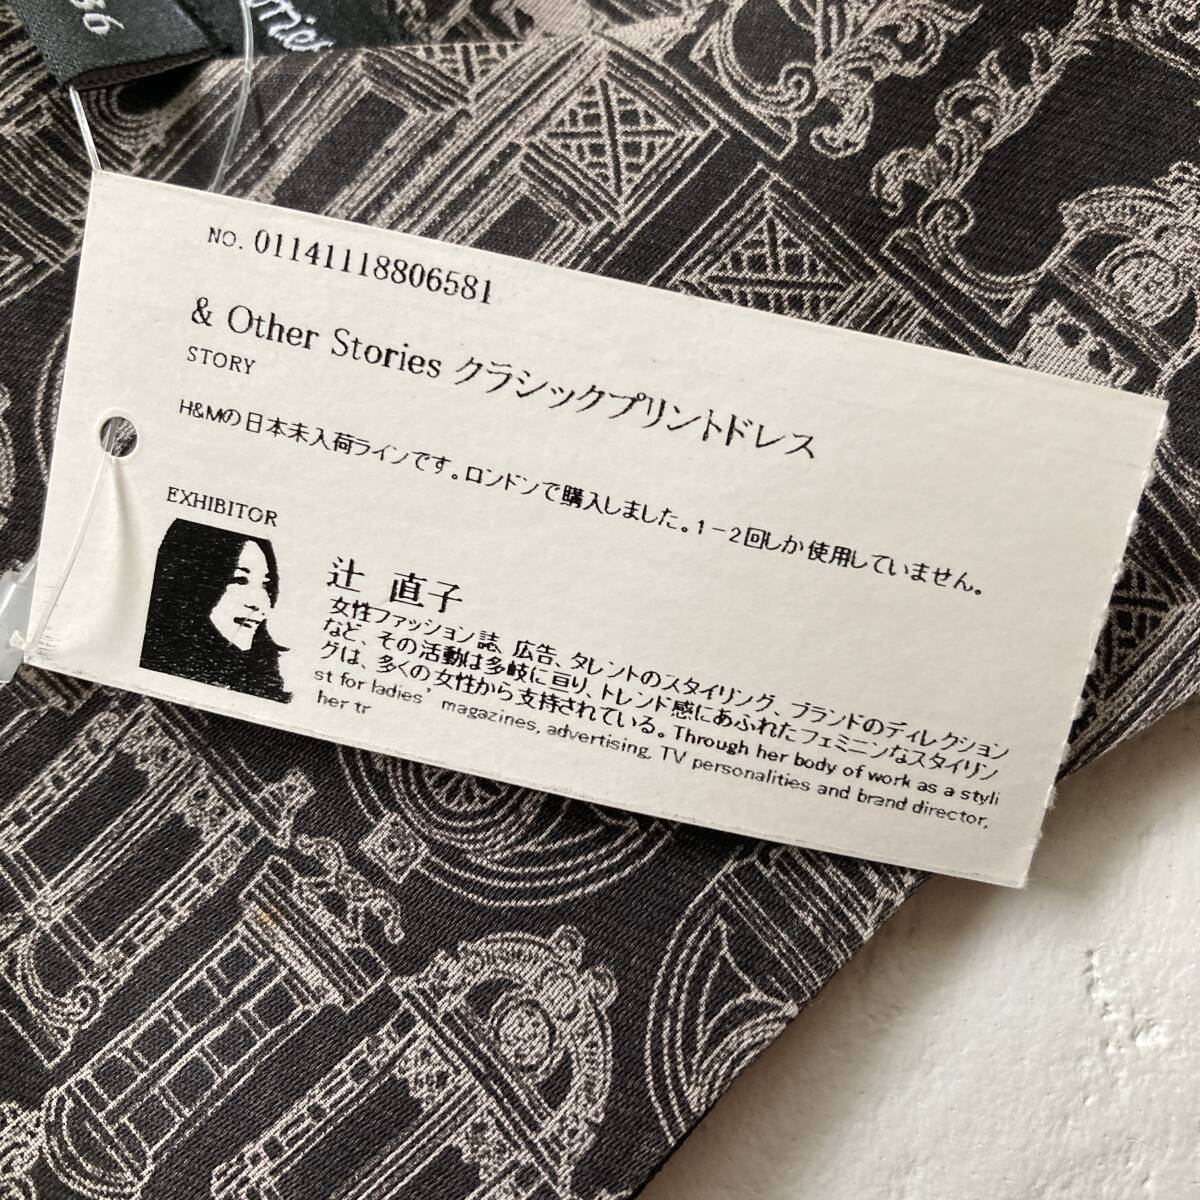 36
NO. 01141118806581
& Other Stories クラシックプリントドレス
STORY
H&Mの日本未入荷ラインです。ロンドンで購入しました。1-2回しか使用していません。
EXHIBITOR
辻 直子
女性ファッション誌、広告、タレントのスタイリング、ブランドのディレクション
など、その活動は多岐に亘り、トレンド感にあふれたフェミニンなスタイリン
グは、多くの女性から支持されている。Through her body of work as a styli
st for ladies' magazines, advertising, TV personalities and brand director,
her tr